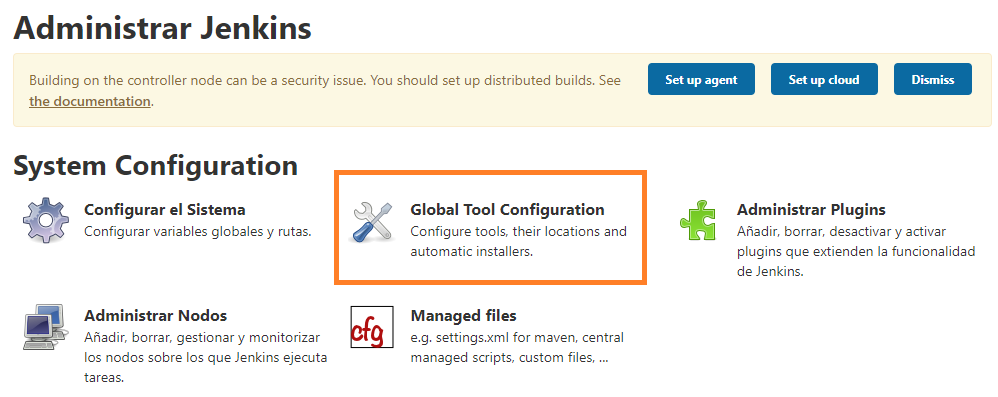 Administrar Jenkins
Building on the controller node can be a security issue. You should set up distributed builds. See
the documentation.
Set up agent
Set up cloud
Dismiss
System Configuration
Configurar el Sistema
Configurar variables globales y rutas.
Global Tool Configuration
Configure tools, their locations and
automatic installers.
Administrar Plugins
Añadir, borrar, desactivar y activar
plugins que extienden la funcionalidad
de Jenkins.
Administrar Nodos
Añadir, borrar, gestionar y monitorizar
los nodos sobre los que Jenkins ejecuta
tareas.
cfg
Managed files
e.g. settings.xml for maven, central
managed scripts, custom files, ...